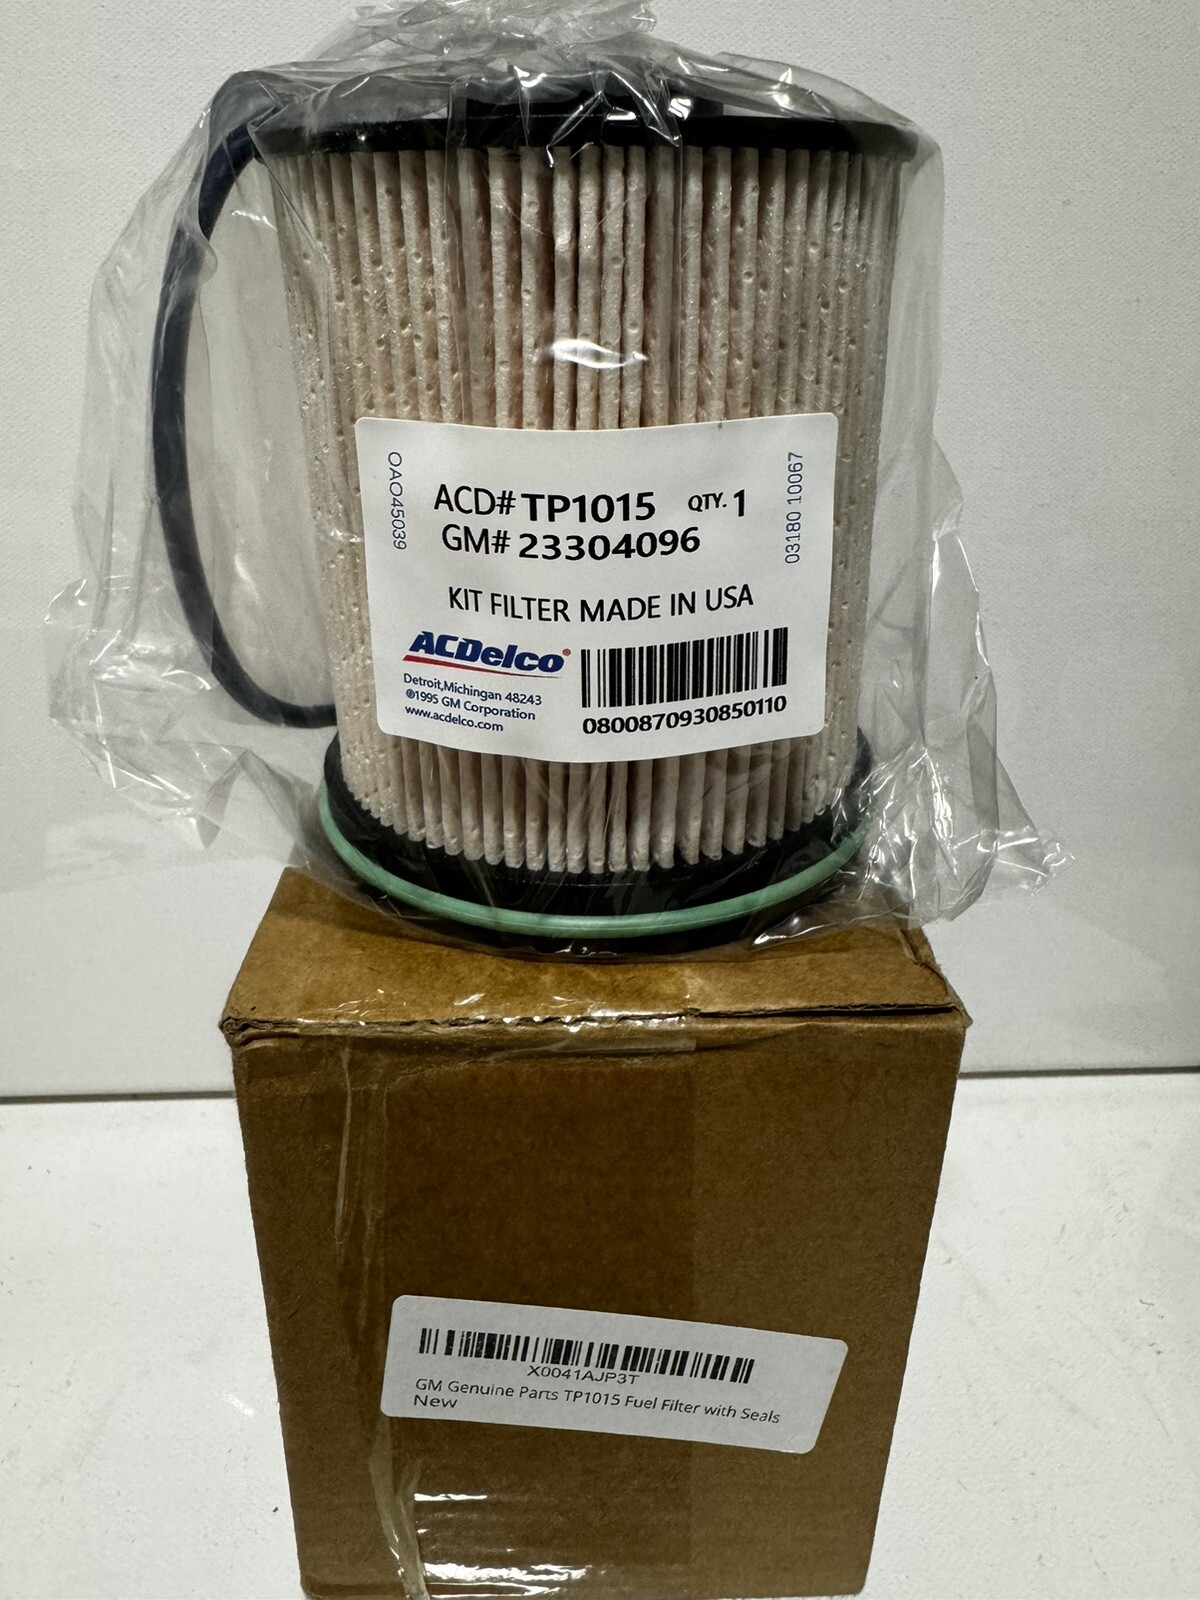 OAO45039
03180 10067
ACD# TP1015 QTY. 1
GM# 23304096
KIT FILTER MADE IN USA
ACDelco
Detroit,Michingan 48243
©1995 GM Corporation
www.acdelco.com
0800870930850110
X0041AJP3T
GM Genuine Parts TP1015 Fuel Filter with Seals
New